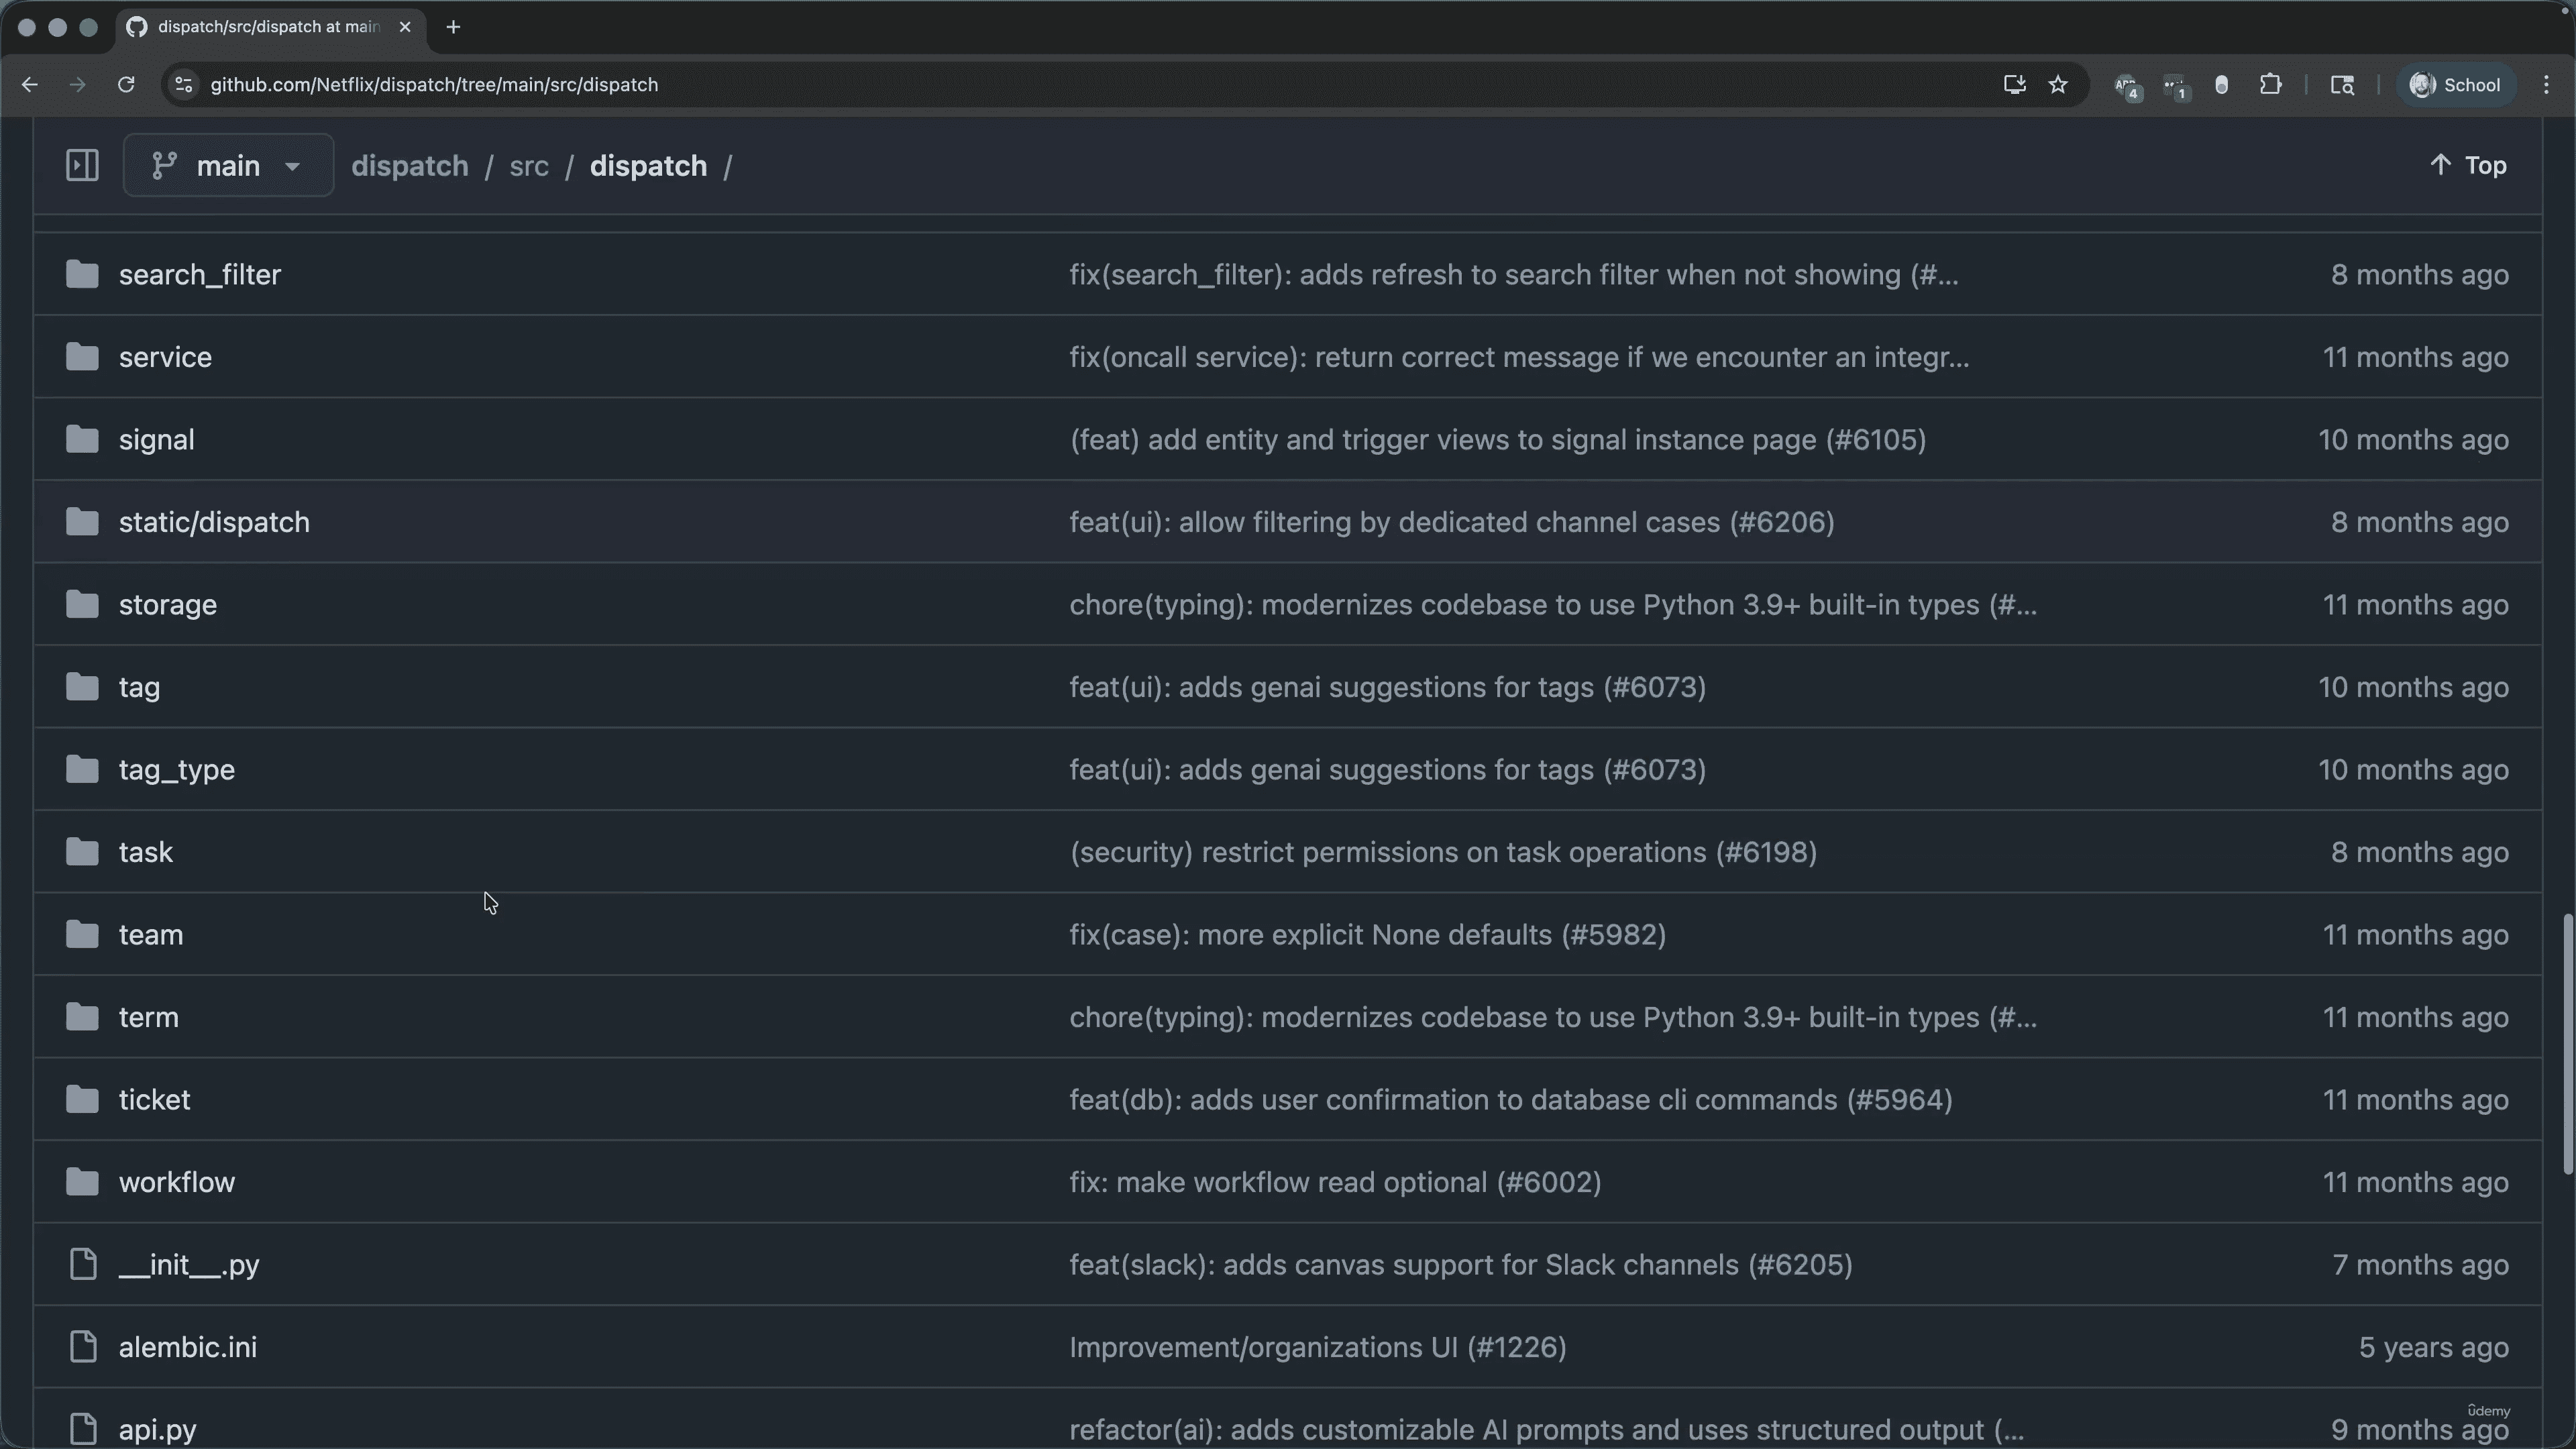 dispatch/src/dispatch at main
github.com/Netflix/dispatch/tree/main/src/dispatch
4
1
School
main
dispatch / src / dispatch /
Top
search_filter fix(search_filter): adds refresh to search filter when not showing (#... 8 months ago
service fix(oncall service): return correct message if we encounter an integr... 11 months ago
signal (feat) add entity and trigger views to signal instance page (#6105) 10 months ago
static/dispatch feat(ui): allow filtering by dedicated channel cases (#6206) 8 months ago
storage chore(typing): modernizes codebase to use Python 3.9+ built-in types (#... 11 months ago
tag feat(ui): adds genai suggestions for tags (#6073) 10 months ago
tag_type feat(ui): adds genai suggestions for tags (#6073) 10 months ago
task (security) restrict permissions on task operations (#6198) 8 months ago
team fix(case): more explicit None defaults (#5982) 11 months ago
term chore(typing): modernizes codebase to use Python 3.9+ built-in types (#... 11 months ago
ticket feat(db): adds user confirmation to database cli commands (#5964) 11 months ago
workflow fix: make workflow read optional (#6002) 11 months ago
__init__.py feat(slack): adds canvas support for Slack channels (#6205) 7 months ago
alembic.ini Improvement/organizations UI (#1226) 5 years ago
api.py refactor(ai): adds customizable AI prompts and uses structured output (... 9 months ago
ûdemy